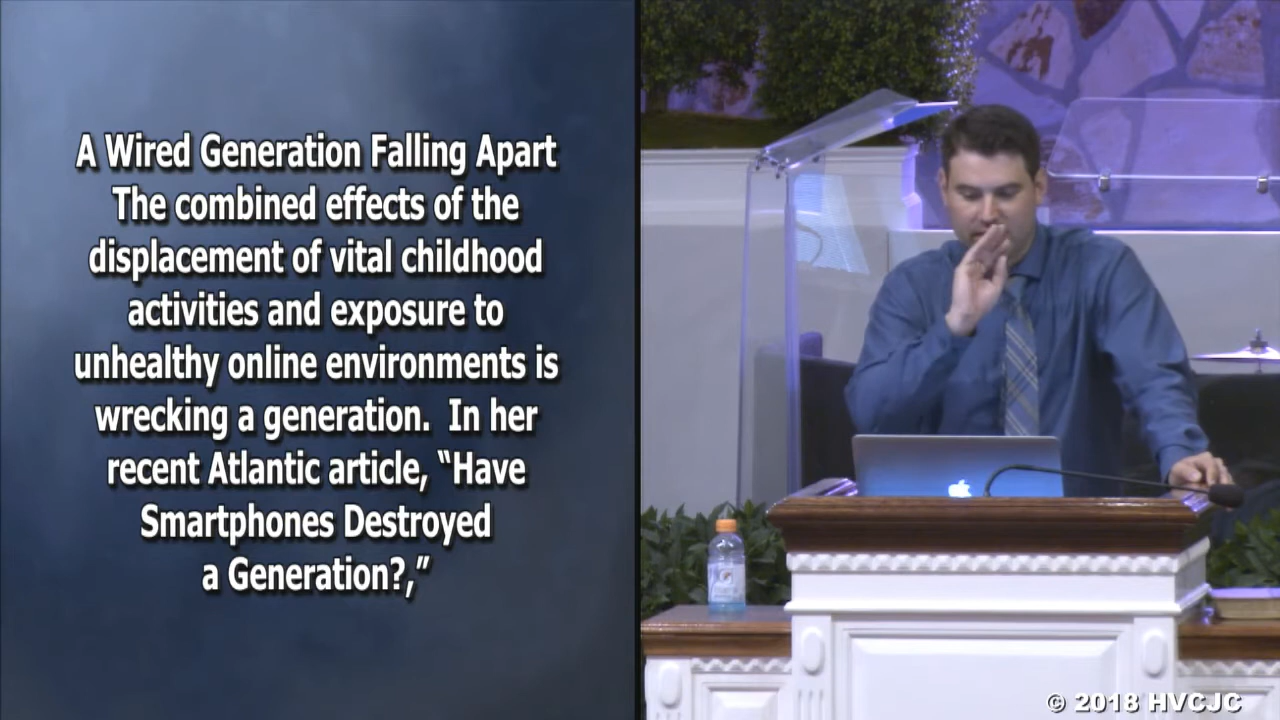 A Wired Generation Falling Apart
The combined effects of the
displacement of vital childhood
activities and exposure to
unhealthy online environments is
wrecking a generation.  In her
recent Atlantic article, “Have
Smartphones Destroyed
a Generation?,”
© 2018 HVCJC